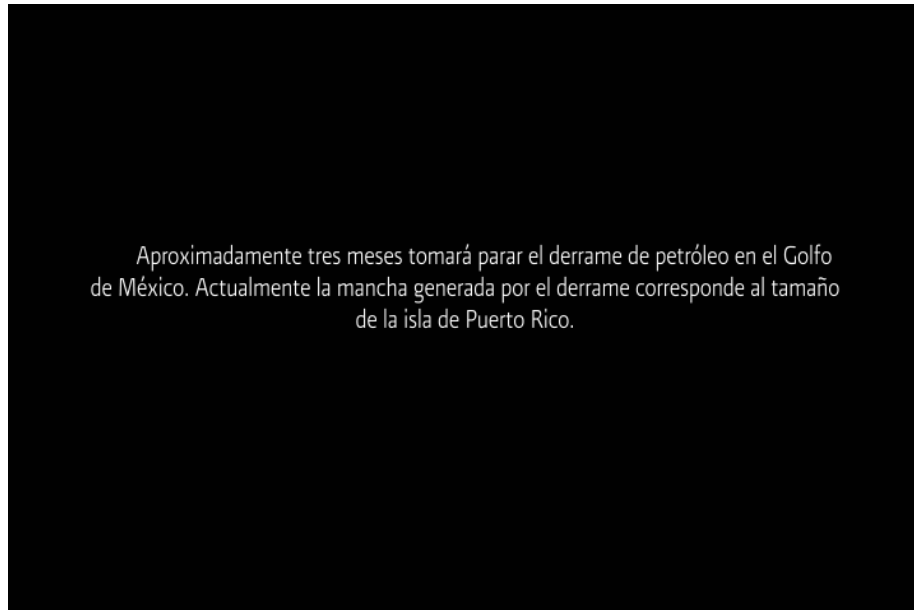 Aproximadamente tres meses tomará parar el derrame de petróleo en el Golfo
de México. Actualmente la mancha generada por el derrame corresponde al tamaño
de la isla de Puerto Rico.